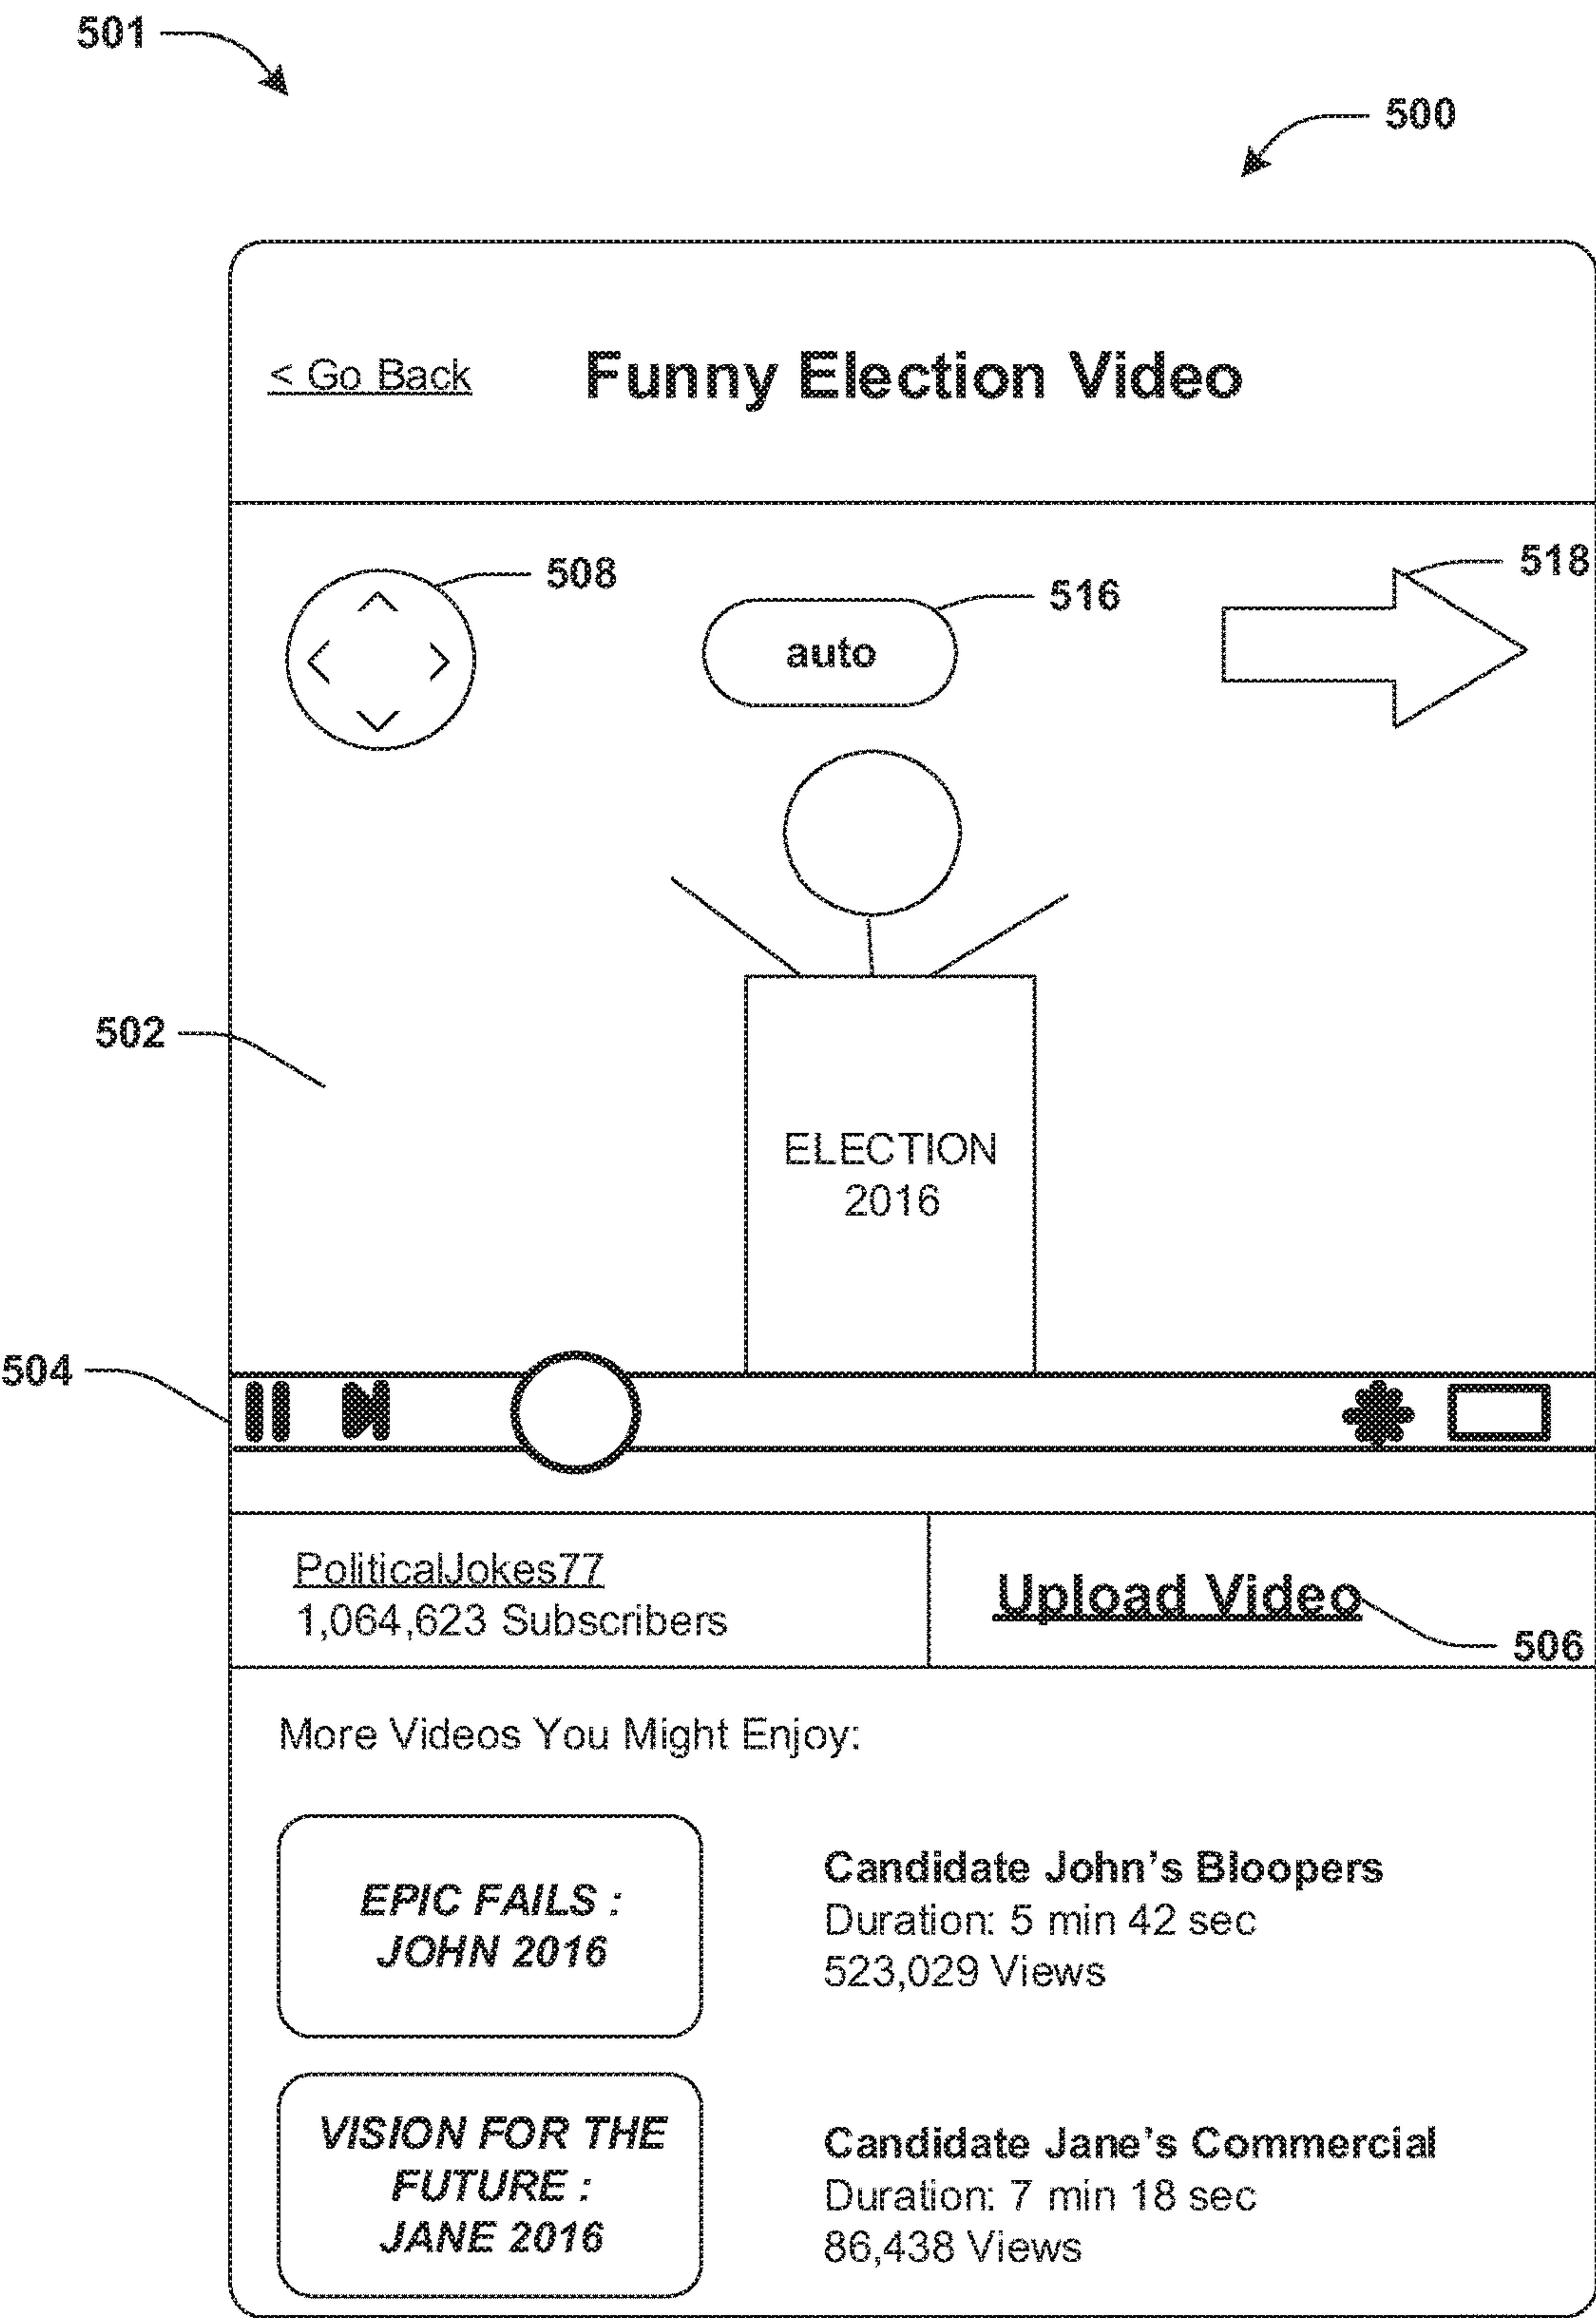 501
500
< Go Back
Funny Election Video
508
516
518
auto
502
ELECTION
2016
504
PoliticalJokes77
1,064,623 Subscribers
Upload Video
506
More Videos You Might Enjoy:
EPIC FAILS :
JOHN 2016
Candidate John's Bloopers
Duration: 5 min 42 sec
523,029 Views
VISION FOR THE
FUTURE :
JANE 2016
Candidate Jane's Commercial
Duration: 7 min 18 sec
86,438 Views